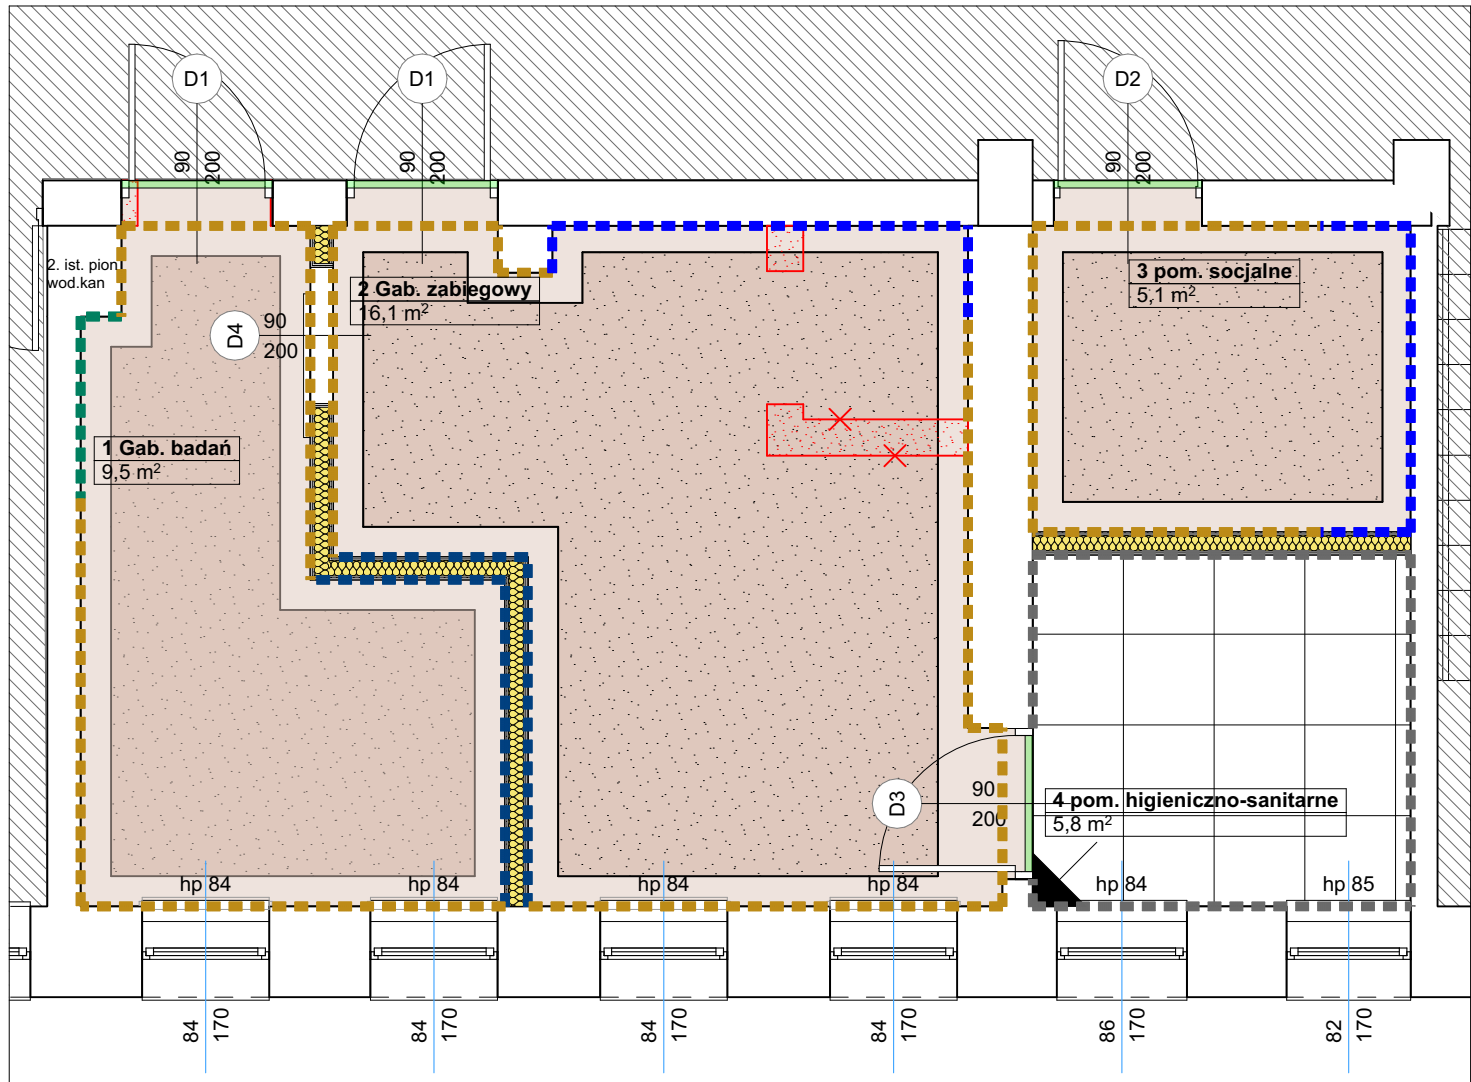 D1
D1
D2
90
200
90
200
90
200
2. ist. pion
wod.kan
2 Gab. zabiegowy
16,1 m²
3 pom. socjalne
5,1 m²
D4
90
200
1 Gab. badań
9,5 m²
D3
90
200
4 pom. higieniczno-sanitarne
5,8 m²
hp 84
hp 84
hp 84
hp 84
hp 84
hp 85
84
170
84
170
84
170
84
170
86
170
82
170